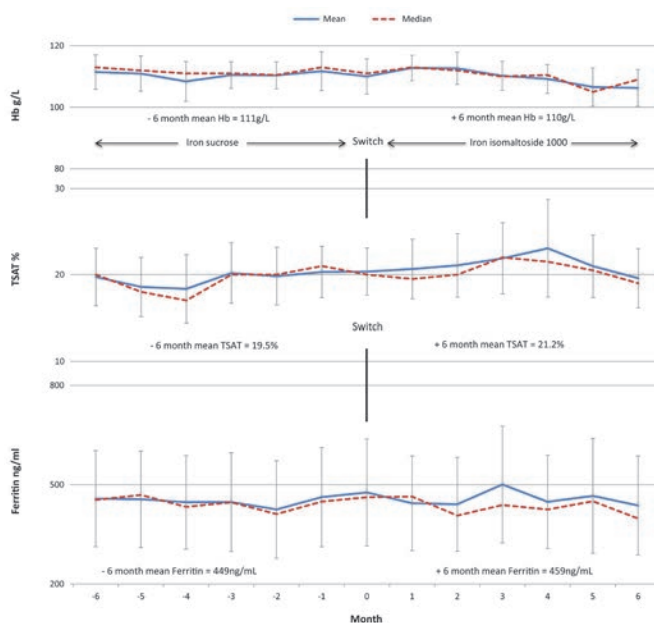 Mean Median
120
Hb g/L
100
- 6 month mean Hb = 111g/L + 6 month mean Hb = 110g/L
Iron sucrose Switch Iron isomaltoside 1000
80
30
TSAT %
20
Switch
- 6 month mean TSAT = 19.5% + 6 month mean TSAT = 21.2%
10
800
Ferritin ng/ml
500
- 6 month mean Ferritin = 449ng/mL + 6 month mean Ferritin = 459ng/mL
200
-6 -5 -4 -3 -2 -1 0 1 2 3 4 5 6
Month